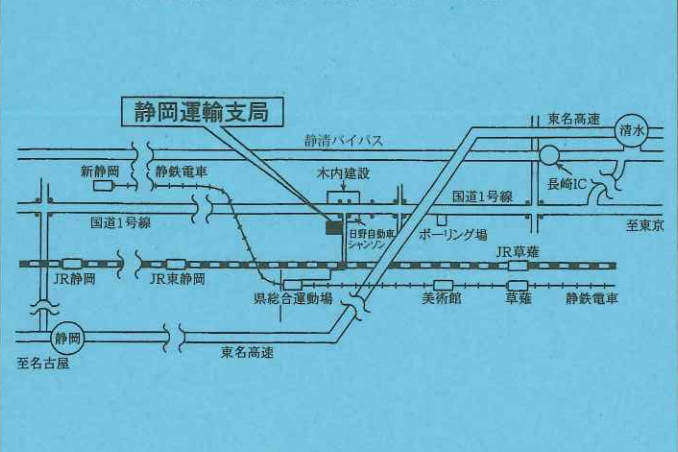 東名高速
清水
静岡運輸支局
静清バイパス
新静岡
静鉄電車
木内建設
長崎IC
国道1号線
国道1号線
日野自動車
シャンソン
ボーリング場
至東京
JR草薙
JR静岡
JR東静岡
県総合運動場
美術館
草薙
静鉄電車
静岡
東名高速
至名古屋